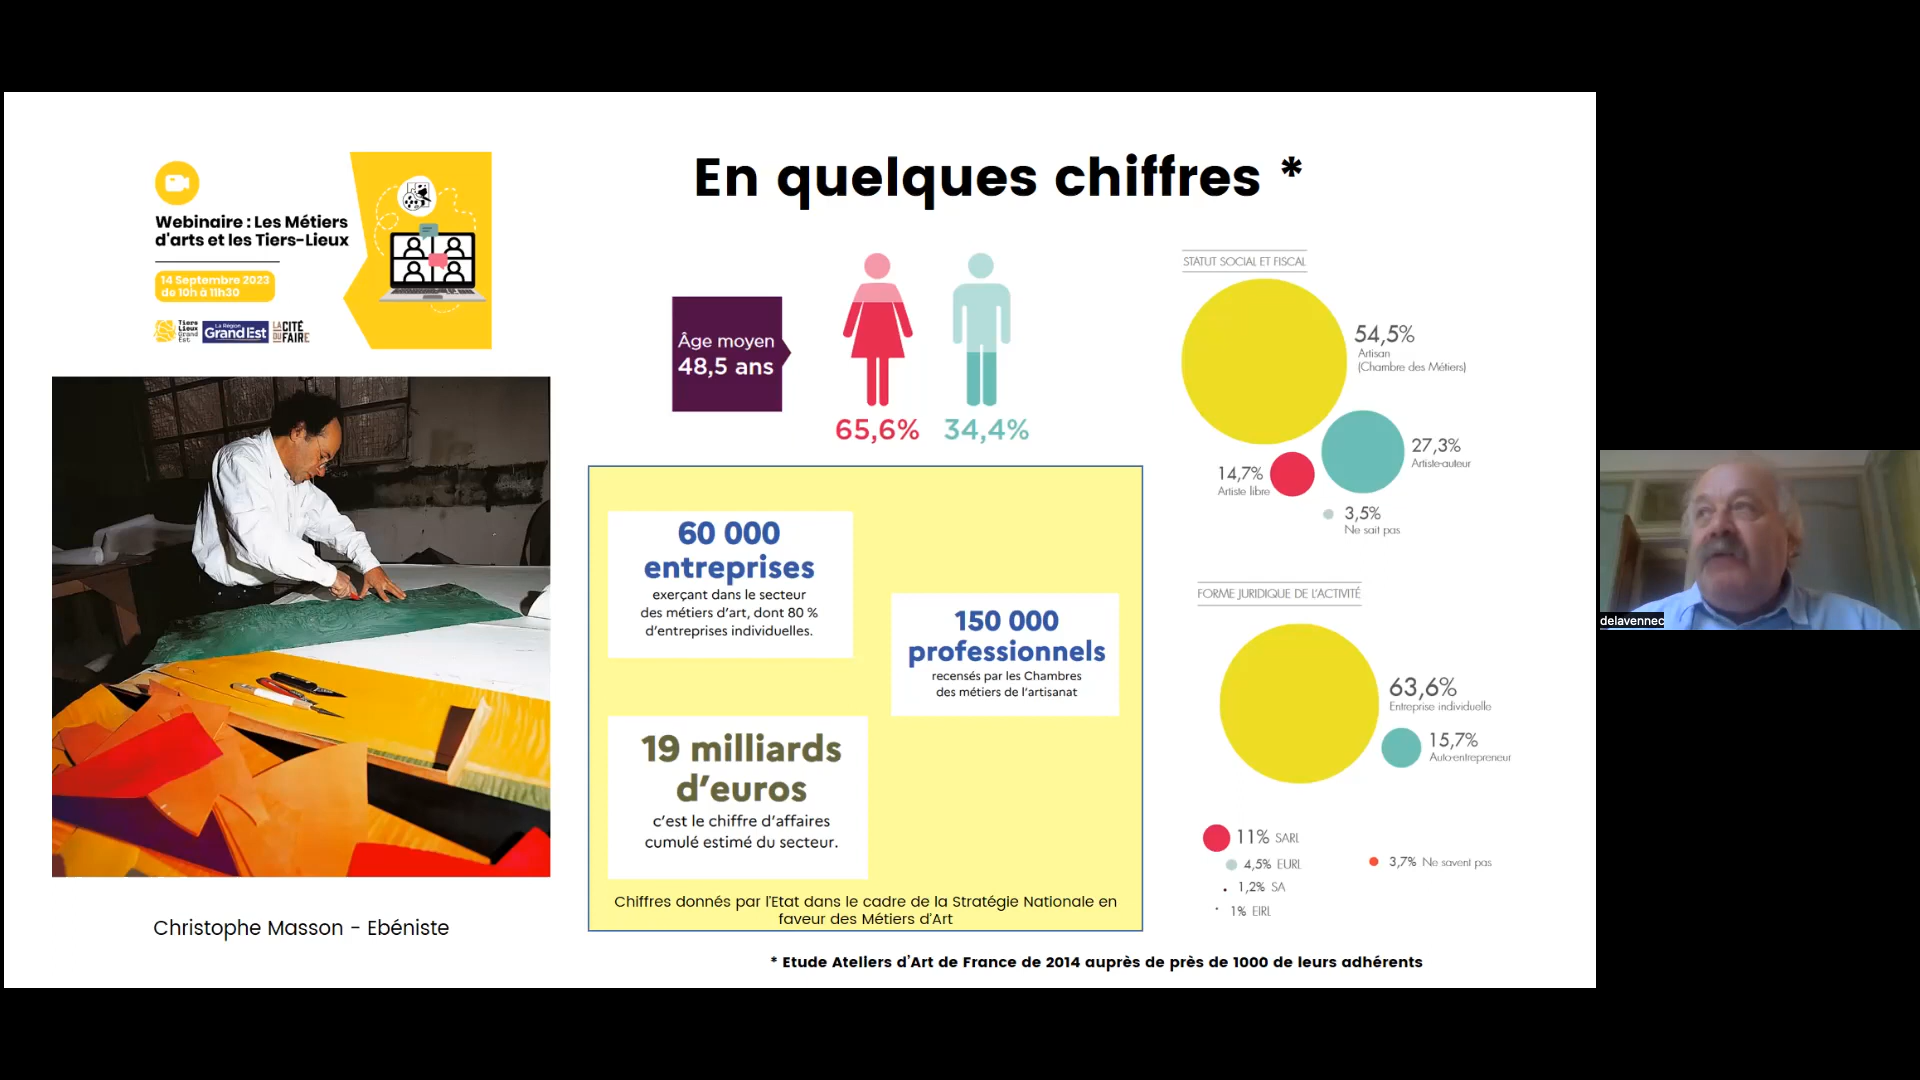 Webinaire : Les Métiers
d'arts et les Tiers-Lieux
14 Septembre 2023
de 10h à 11h30
Tiers
Lieux
Grand
Est
La Région
Grand Est
LA CITÉ
DU FAIRE
Christophe Masson - Ebéniste
En quelques chiffres *
Âge moyen
48,5 ans
65,6%
34,4%
60 000
entreprises
exerçant dans le secteur
des métiers d'art, dont 80 %
d'entreprises individuelles.
150 000
professionnels
recensés par les Chambres
des métiers de l'artisanat
19 milliards
d'euros
c'est le chiffre d'affaires
cumulé estimé du secteur.
Chiffres donnés par l'Etat dans le cadre de la Stratégie Nationale en
faveur des Métiers d'Art
STATUT SOCIAL ET FISCAL
54,5%
Artisan
(Chambre des Métiers)
27,3%
Artiste-auteur
14,7%
Artiste libre
3,5%
Ne sait pas
FORME JURIDIQUE DE L'ACTIVITÉ
63,6%
Entreprise individuelle
15,7%
Auto-entrepreneur
11% SARL
4,5% EURL
3,7% Ne savent pas
1,2% SA
1% EIRL
* Etude Ateliers d'Art de France de 2014 auprès de près de 1000 de leurs adhérents
delavennec